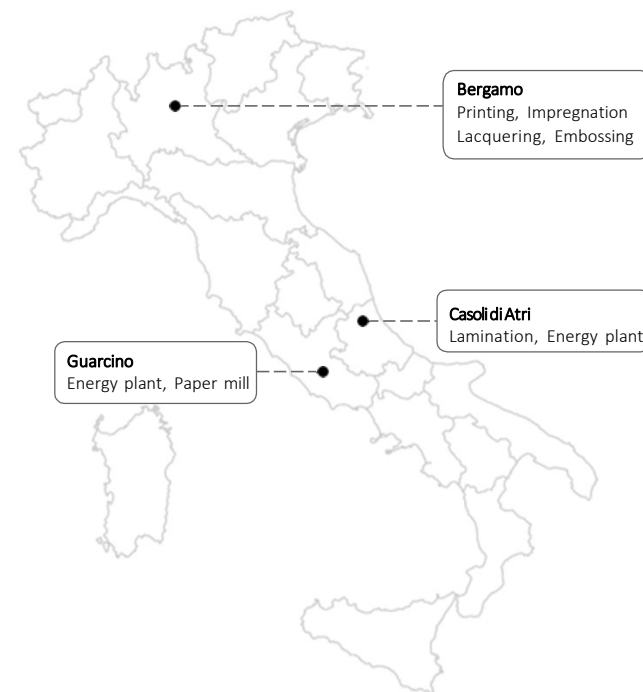 Bergamo
Printing, Impregnation
Lacquering, Embossing
Casoli di Atri
Lamination, Energy plant
Guarcino
Energy plant, Paper mill